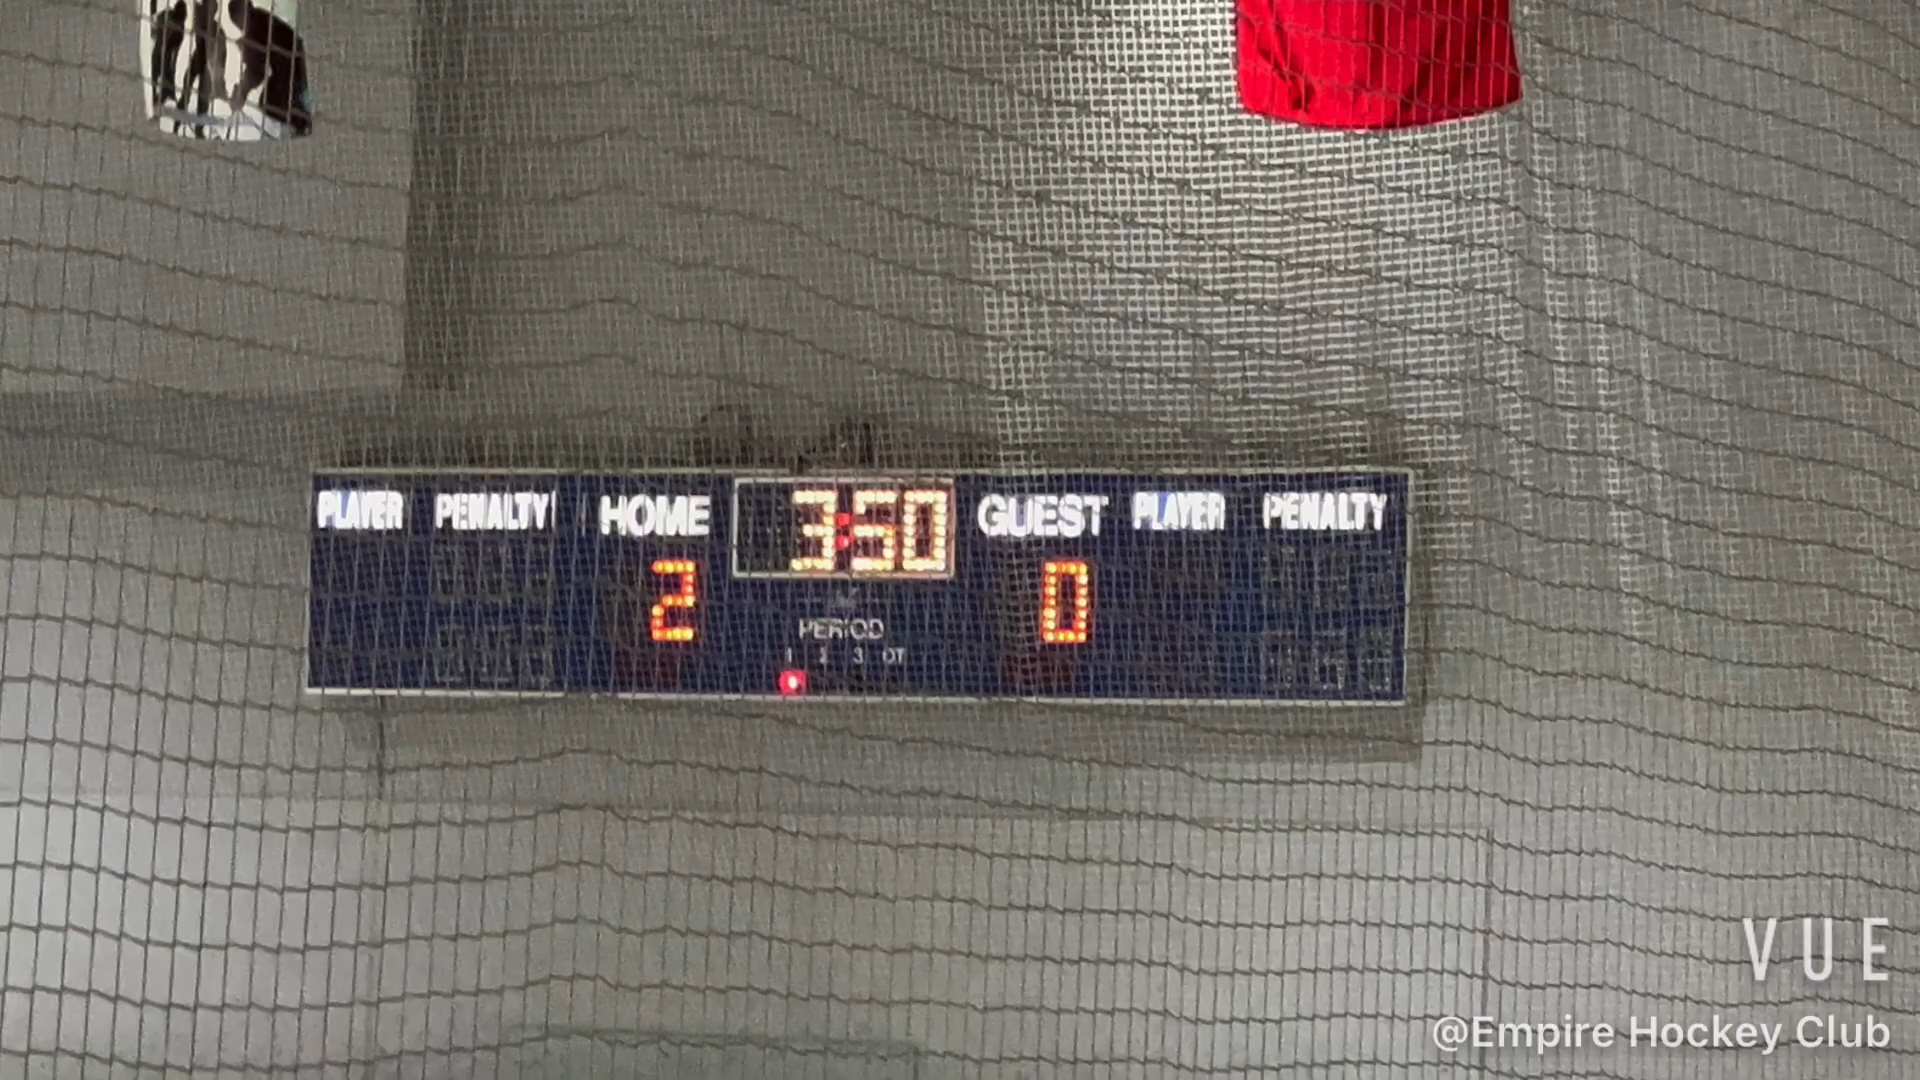 PLAYER PENALTY HOME 3:50 GUEST PLAYER PENALTY
2 0
PERIOD
1 2 3 OT
VUE
@Empire Hockey Club